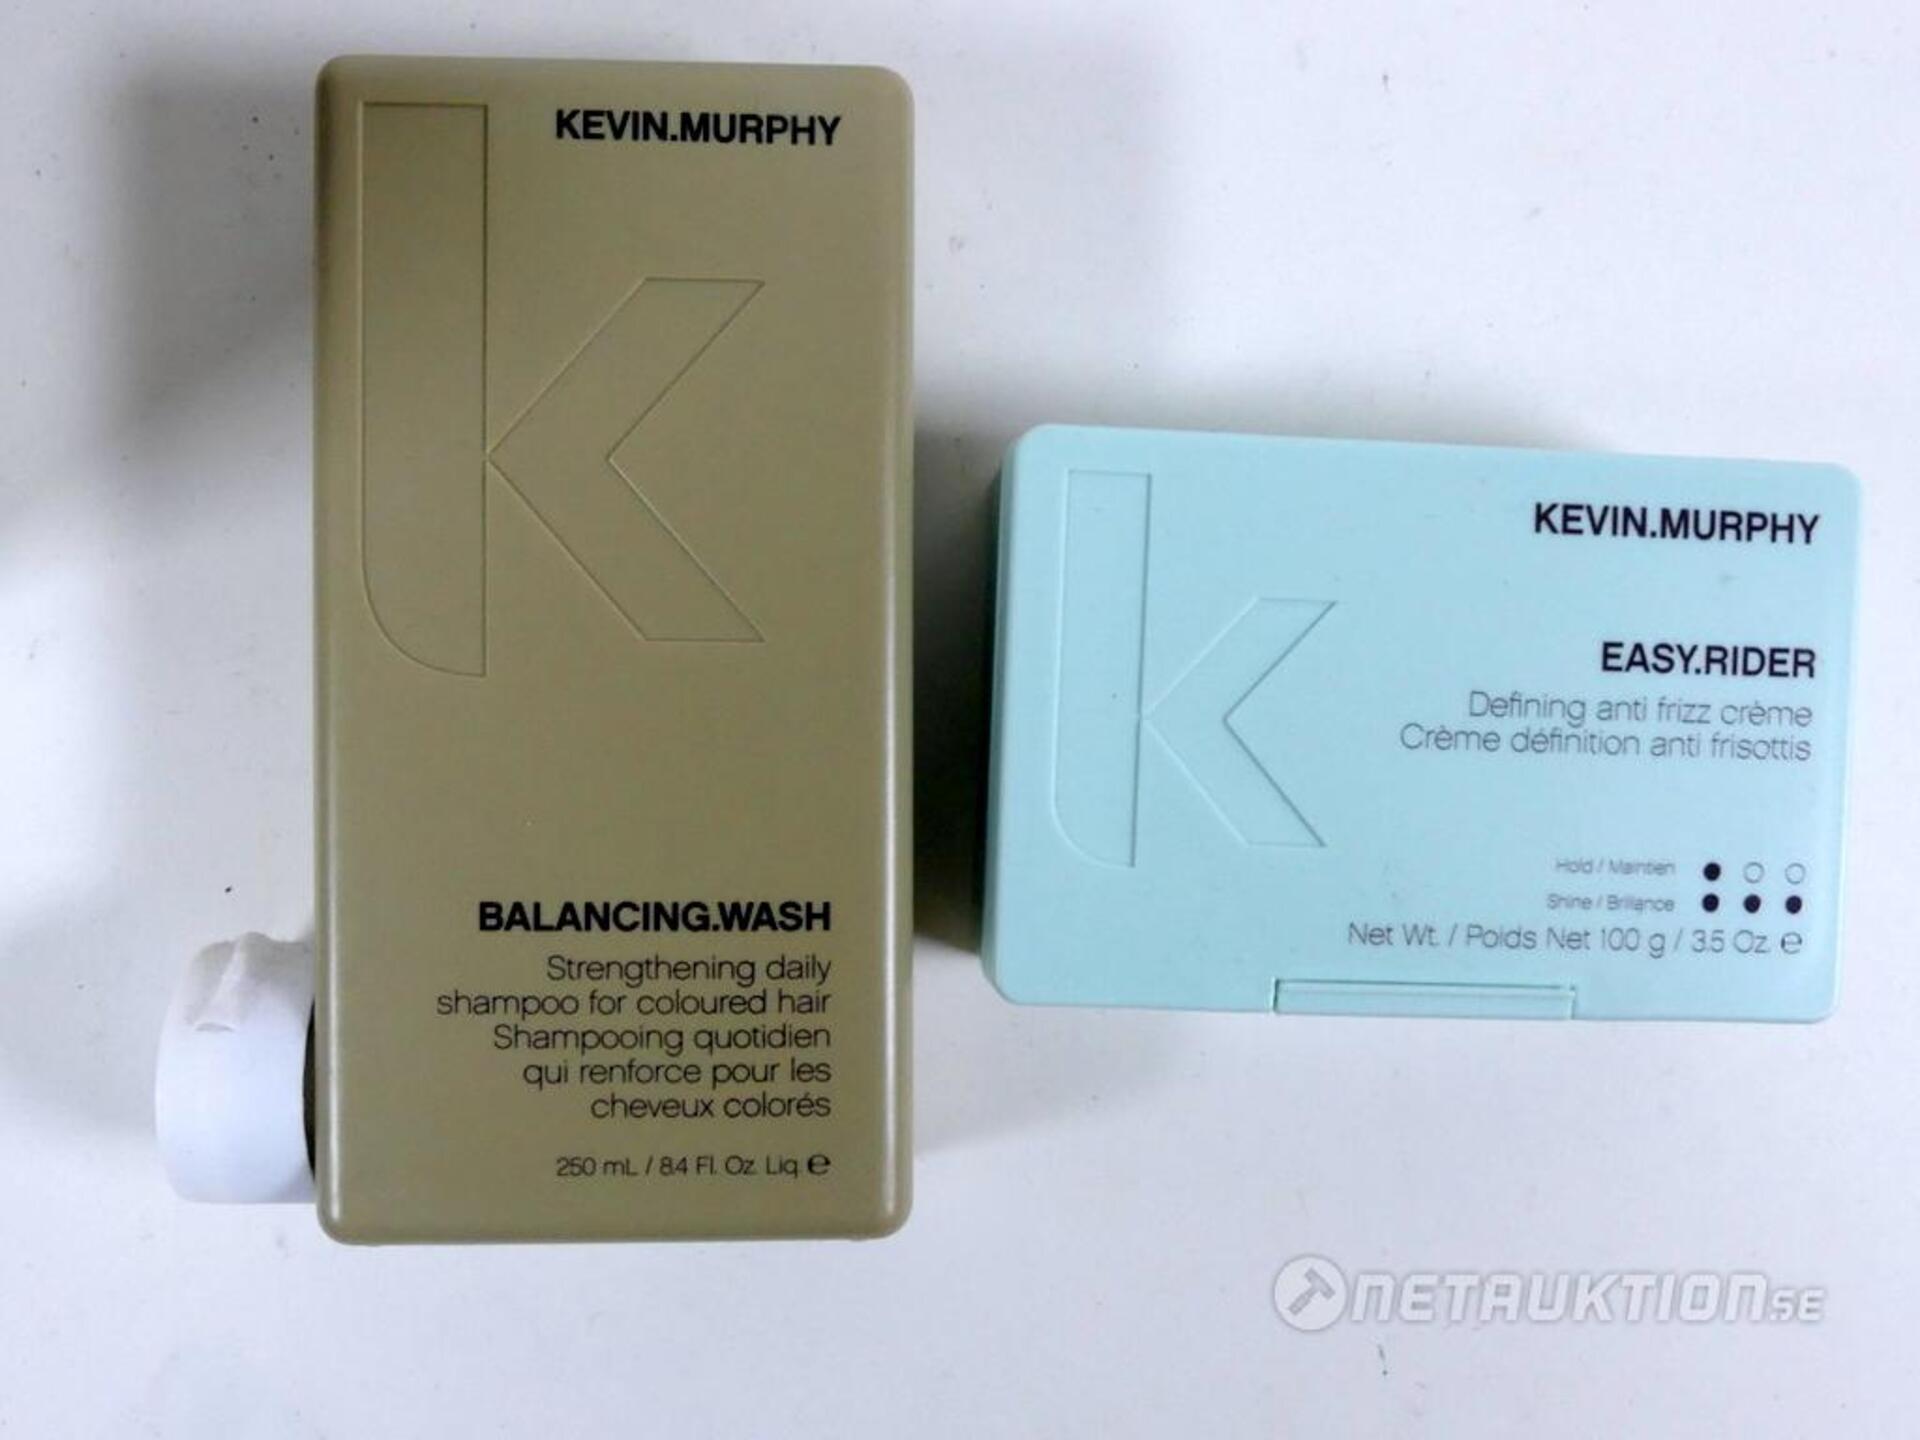 KEVIN.MURPHY
BALANCING.WASH
Strengthening daily
shampoo for coloured hair
Shampooing quotidien
qui renforce pour les
cheveux colorés
250 mL / 8.4 Fl. Oz. Liq. ℮
KEVIN.MURPHY
EASY.RIDER
Defining anti frizz crème
Crème définition anti frisottis
Hold / Maintien
Shine / Brillance
Net Wt. / Poids Net 100 g / 3.5 Oz. ℮
NETAUKTION.SE